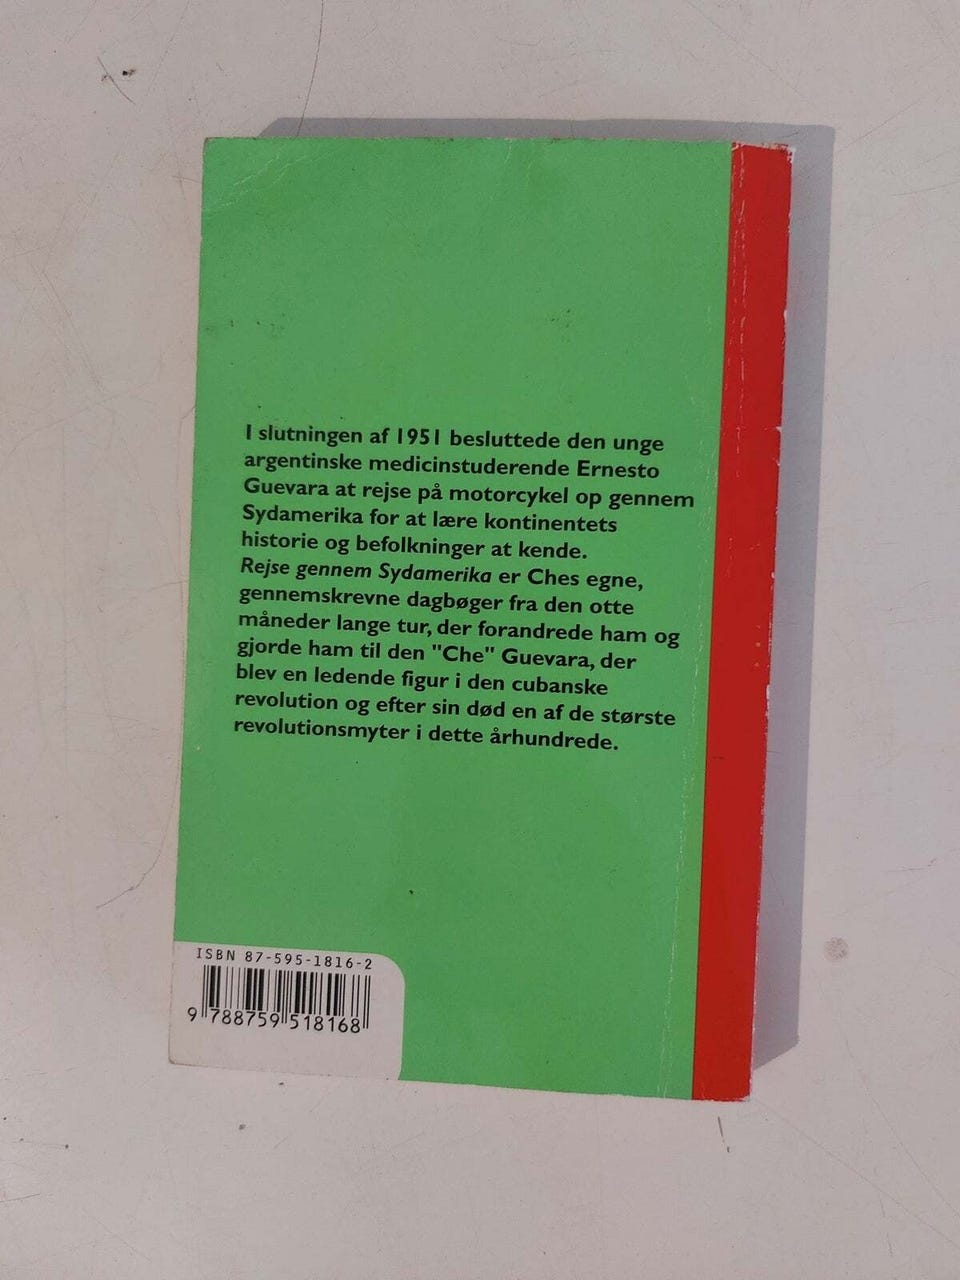 I slutningen af 1951 besluttede den unge
argentinske medicinstuderende Ernesto
Guevara at rejse på motorcykel op gennem
Sydamerika for at lære kontinentets
historie og befolkninger at kende.
Rejse gennem Sydamerika er Ches egne,
gennemskrevne dagbøger fra den otte
måneder lange tur, der forandrede ham og
gjorde ham til den "Che" Guevara, der
blev en ledende figur i den cubanske
revolution og efter sin død en af de største
revolutionsmyter i dette århundrede.
ISBN 87-595-1816-2
9 788759 518168